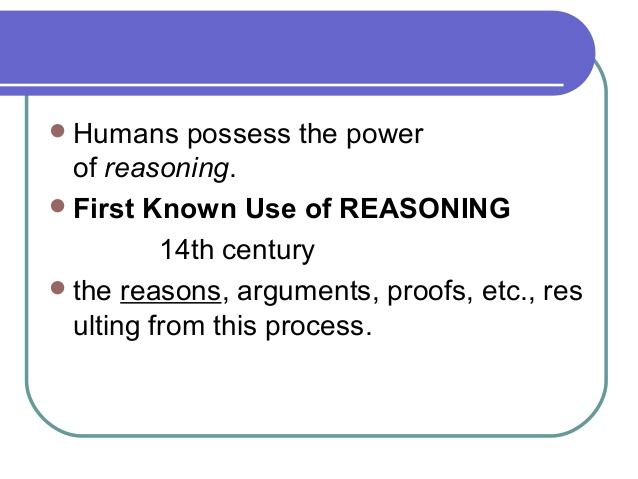 Humans possess the power
of reasoning.
First Known Use of REASONING
14th century
the reasons, arguments, proofs, etc., res
ulting from this process.